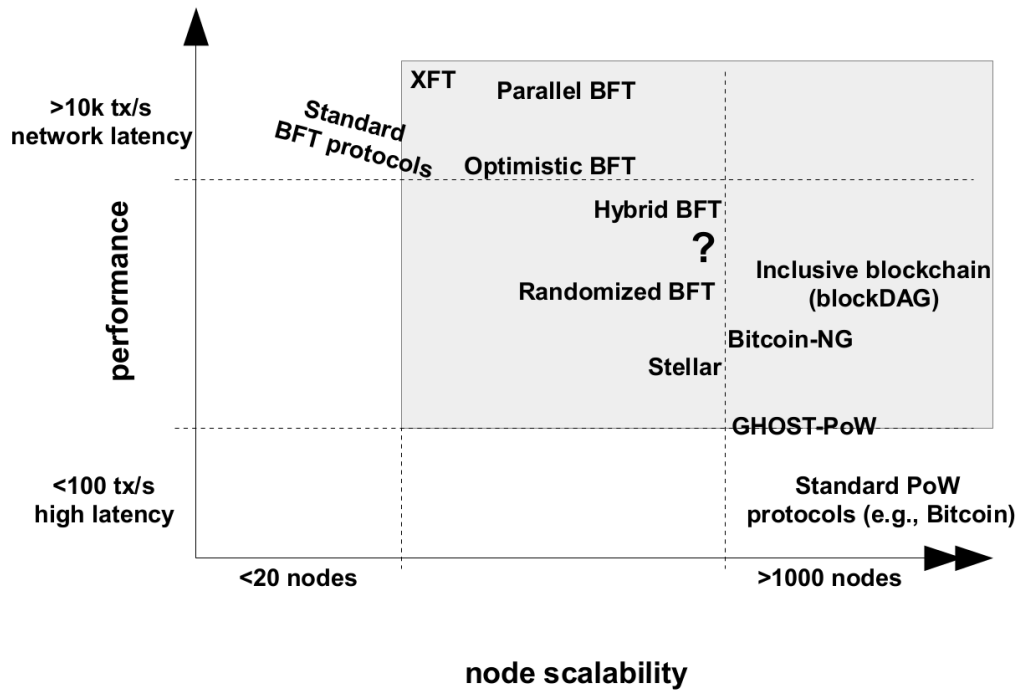 XFT
Parallel BFT
>10k tx/s
network latency
Standard
BFT protocols
Optimistic BFT
performance
Hybrid BFT
?
Inclusive blockchain
(blockDAG)
Randomized BFT
Bitcoin-NG
Stellar
GHOST-PoW
<100 tx/s
high latency
Standard PoW
protocols (e.g., Bitcoin)
<20 nodes
>1000 nodes
node scalability